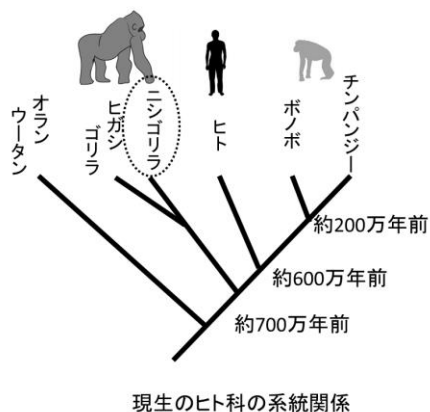 オラン
ウータン
ヒガシ
ゴリラ
ニシゴリラ
ヒト
ボノボ
チンパンジー
約200万年前
約600万年前
約700万年前
現生のヒト科の系統関係